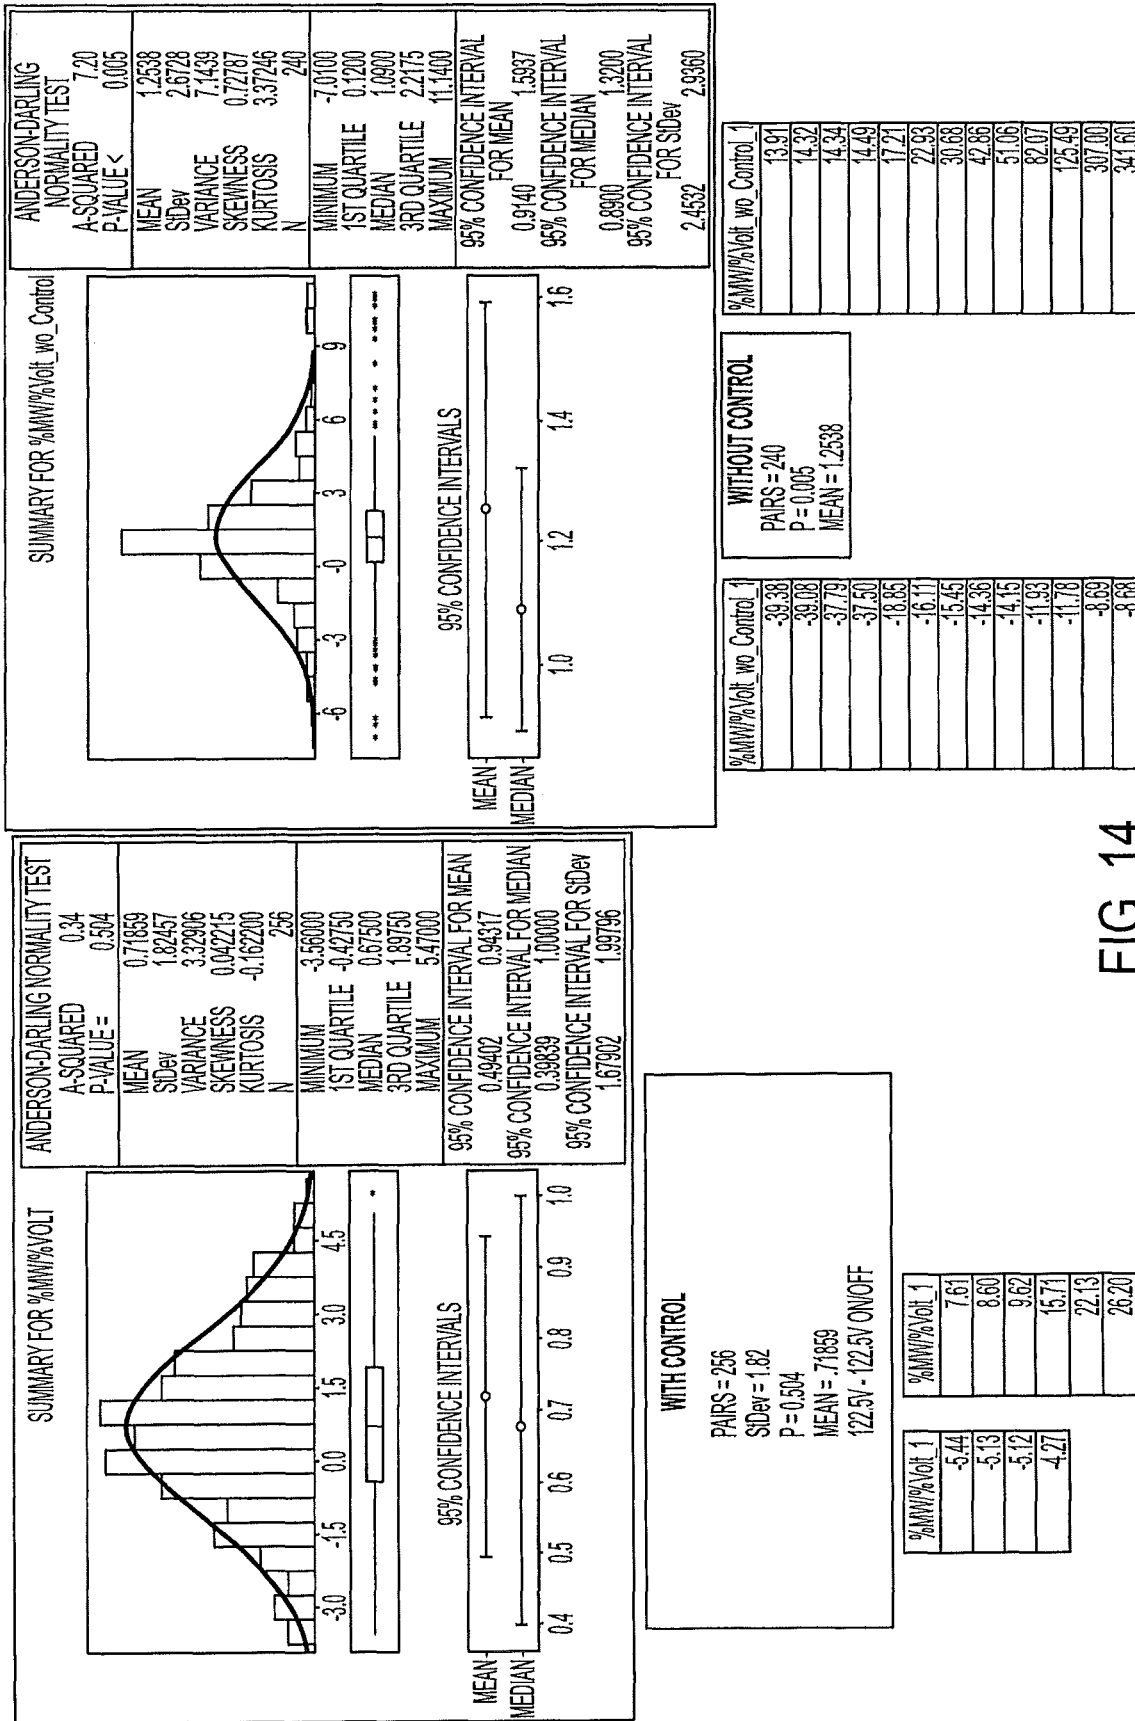 SUMMARY FOR %MW/%VOLT
-3.0 -1.5 0.0 1.5 3.0 4.5
95% CONFIDENCE INTERVALS
MEAN
MEDIAN
0.4 0.5 0.6 0.7 0.8 0.9 1.0
ANDERSON-DARLING NORMALITY TEST
A-SQUARED 0.34
P-VALUE = 0.504
MEAN 0.71859
StDev 1.82457
VARIANCE 3.32906
SKEWNESS 0.042215
KURTOSIS -0.162200
N 256
MINIMUM -3.56000
1ST QUARTILE -0.42750
MEDIAN 0.67500
3RD QUARTILE 1.89750
MAXIMUM 5.47000
95% CONFIDENCE INTERVAL FOR MEAN
0.49402 0.94317
95% CONFIDENCE INTERVAL FOR MEDIAN
0.39839 1.00000
95% CONFIDENCE INTERVAL FOR StDev
1.67902 1.99796
WITH CONTROL
PAIRS = 256
StDev = 1.82
P = 0.504
MEAN = .71859
122.5V - 122.5V ON/OFF
%MW/%Volt_1
-5.44
-5.13
-5.12
-4.27
%MW/%Volt_1
7.61
8.60
9.62
15.71
22.13
26.20
SUMMARY FOR %MW/%Volt_wo_Control
-6 -3 -0 3 6 9
95% CONFIDENCE INTERVALS
MEAN
MEDIAN
1.0 1.2 1.4 1.6
ANDERSON-DARLING
NORMALITY TEST
A-SQUARED 7.20
P-VALUE < 0.005
MEAN 1.2538
StDev 2.6728
VARIANCE 7.1439
SKEWNESS 0.72787
KURTOSIS 3.37246
N 240
MINIMUM -7.0100
1ST QUARTILE 0.1200
MEDIAN 1.0900
3RD QUARTILE 2.2175
MAXIMUM 11.1400
95% CONFIDENCE INTERVAL
FOR MEAN
0.9140 1.5937
95% CONFIDENCE INTERVAL
FOR MEDIAN
0.8900 1.3200
95% CONFIDENCE INTERVAL
FOR StDev
2.4532 2.9360
%MW/%Volt_wo_Control_1
-39.38
-39.08
-37.79
-37.50
-18.85
-16.11
-15.45
-14.36
-14.15
-11.93
-11.78
-8.69
-8.68
WITHOUT CONTROL
PAIRS = 240
P = 0.005
MEAN = 1.2538
%MW/%Volt_wo_Control_1
13.91
14.32
14.34
14.49
17.21
22.93
30.68
42.86
51.06
82.07
125.49
307.00
341.60
FIG. 14